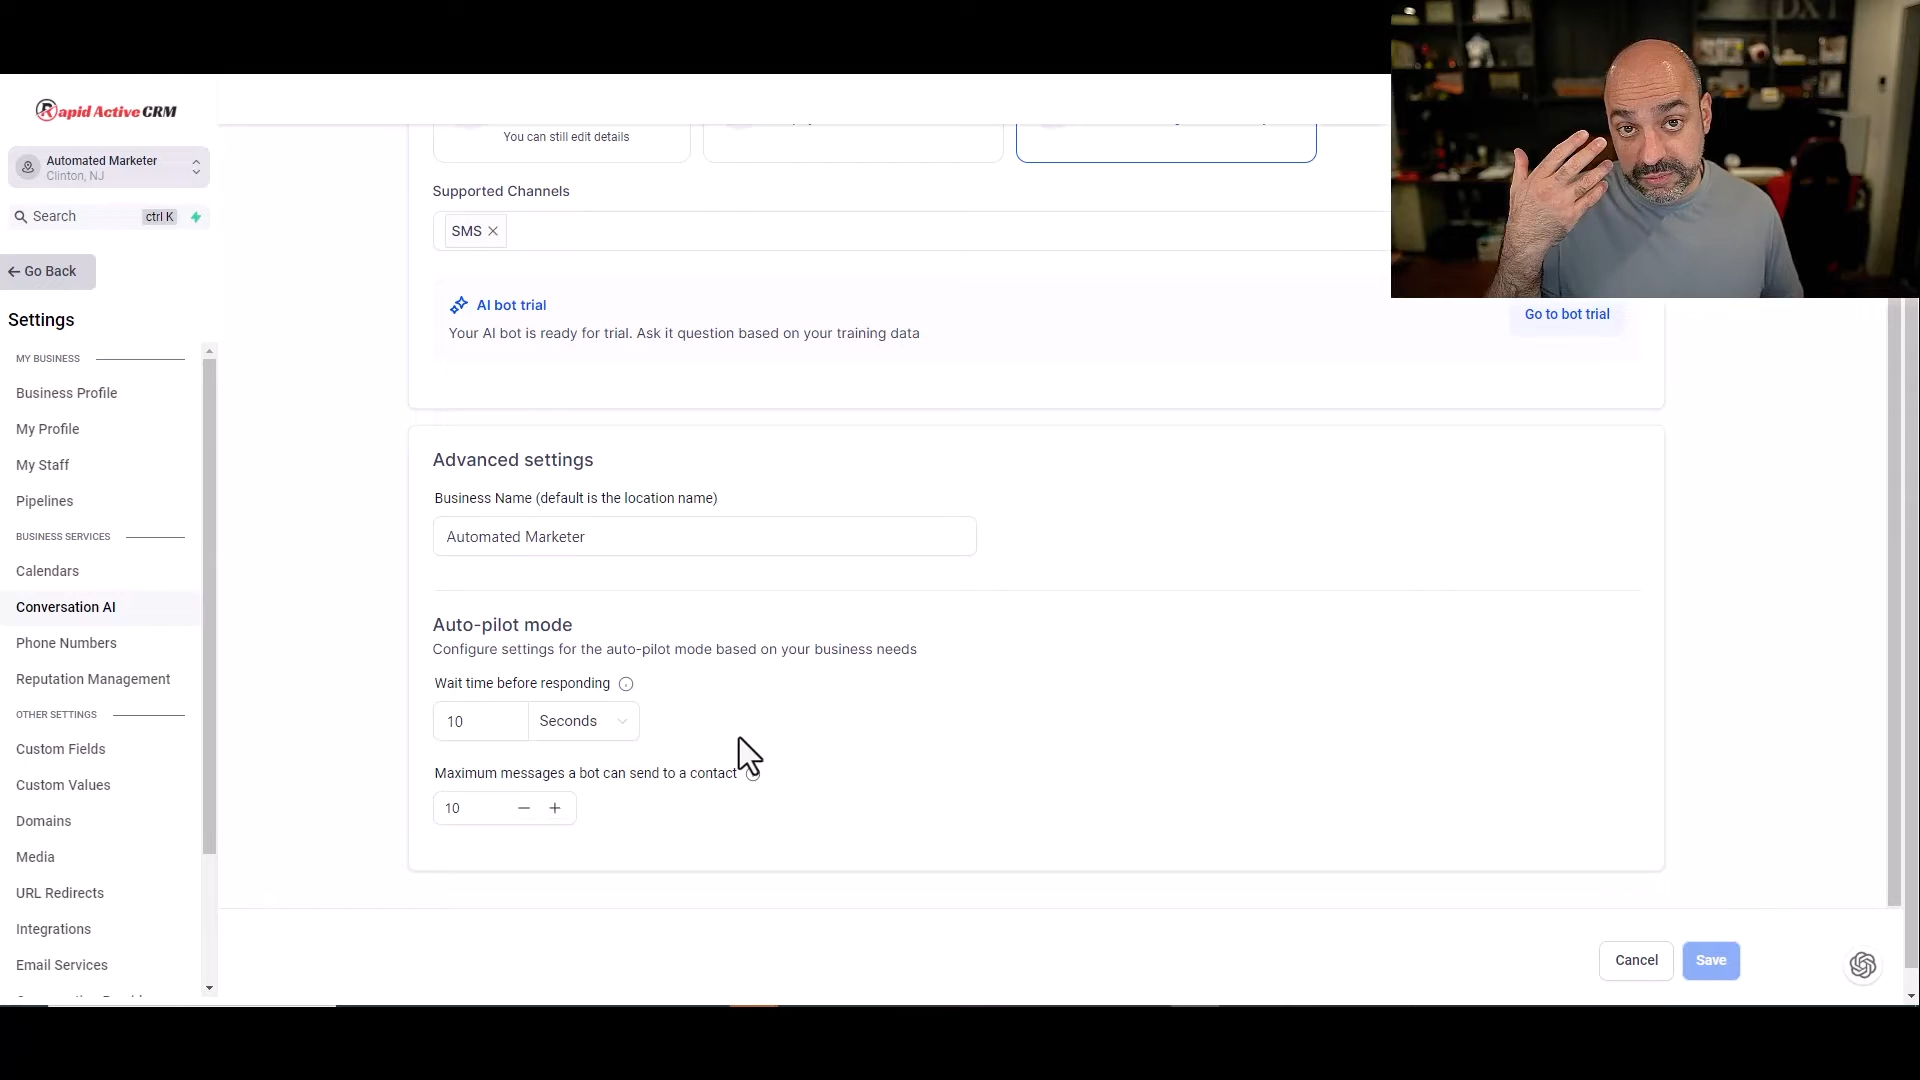 Rapid Active CRM
Automated Marketer
Clinton, NJ
Search
ctrl K
Go Back
Settings
MY BUSINESS
Business Profile
My Profile
My Staff
Pipelines
BUSINESS SERVICES
Calendars
Conversation AI
Phone Numbers
Reputation Management
OTHER SETTINGS
Custom Fields
Custom Values
Domains
Media
URL Redirects
Integrations
Email Services
You can still edit details
Supported Channels
SMS
AI bot trial
Your AI bot is ready for trial. Ask it question based on your training data
Go to bot trial
Advanced settings
Business Name (default is the location name)
Automated Marketer
Auto-pilot mode
Configure settings for the auto-pilot mode based on your business needs
Wait time before responding
10
Seconds
Maximum messages a bot can send to a contact
10
Cancel
Save